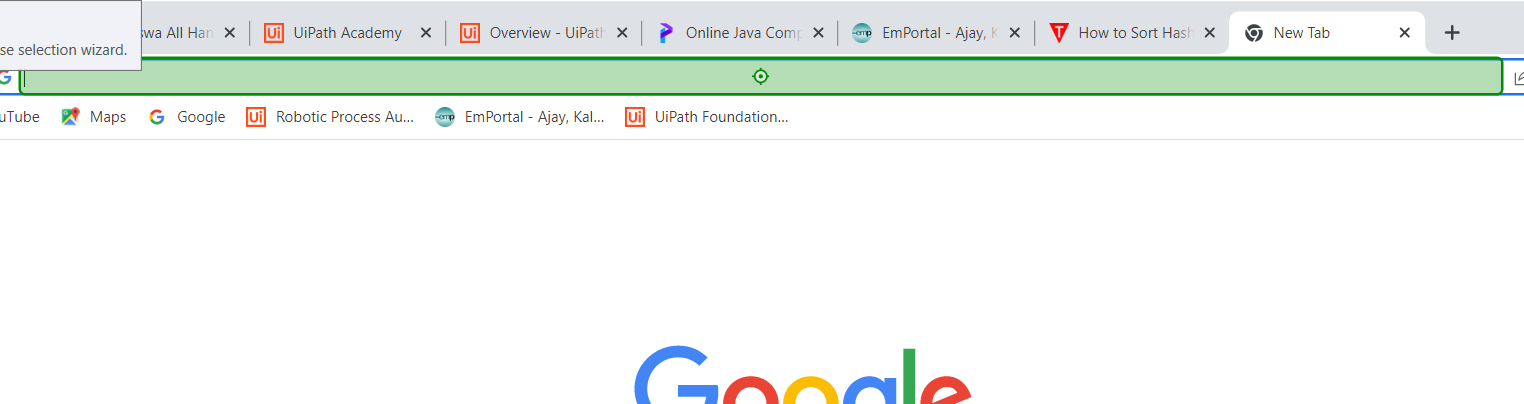 se selection wizard.
swa All Han
UiPath Academy
Overview - UiPath
Online Java Comp
EmPortal - Ajay, K
How to Sort Hash
New Tab
uTube
Maps
Google
Robotic Process Au...
EmPortal - Ajay, Kal...
UiPath Foundation...
Google